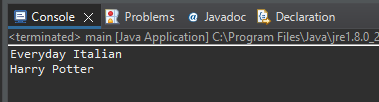 Console Problems @ Javadoc Declaration
<terminated> main [Java Application] C:\Program Files\Java\jre1.8.0_2
Everyday Italian
Harry Potter